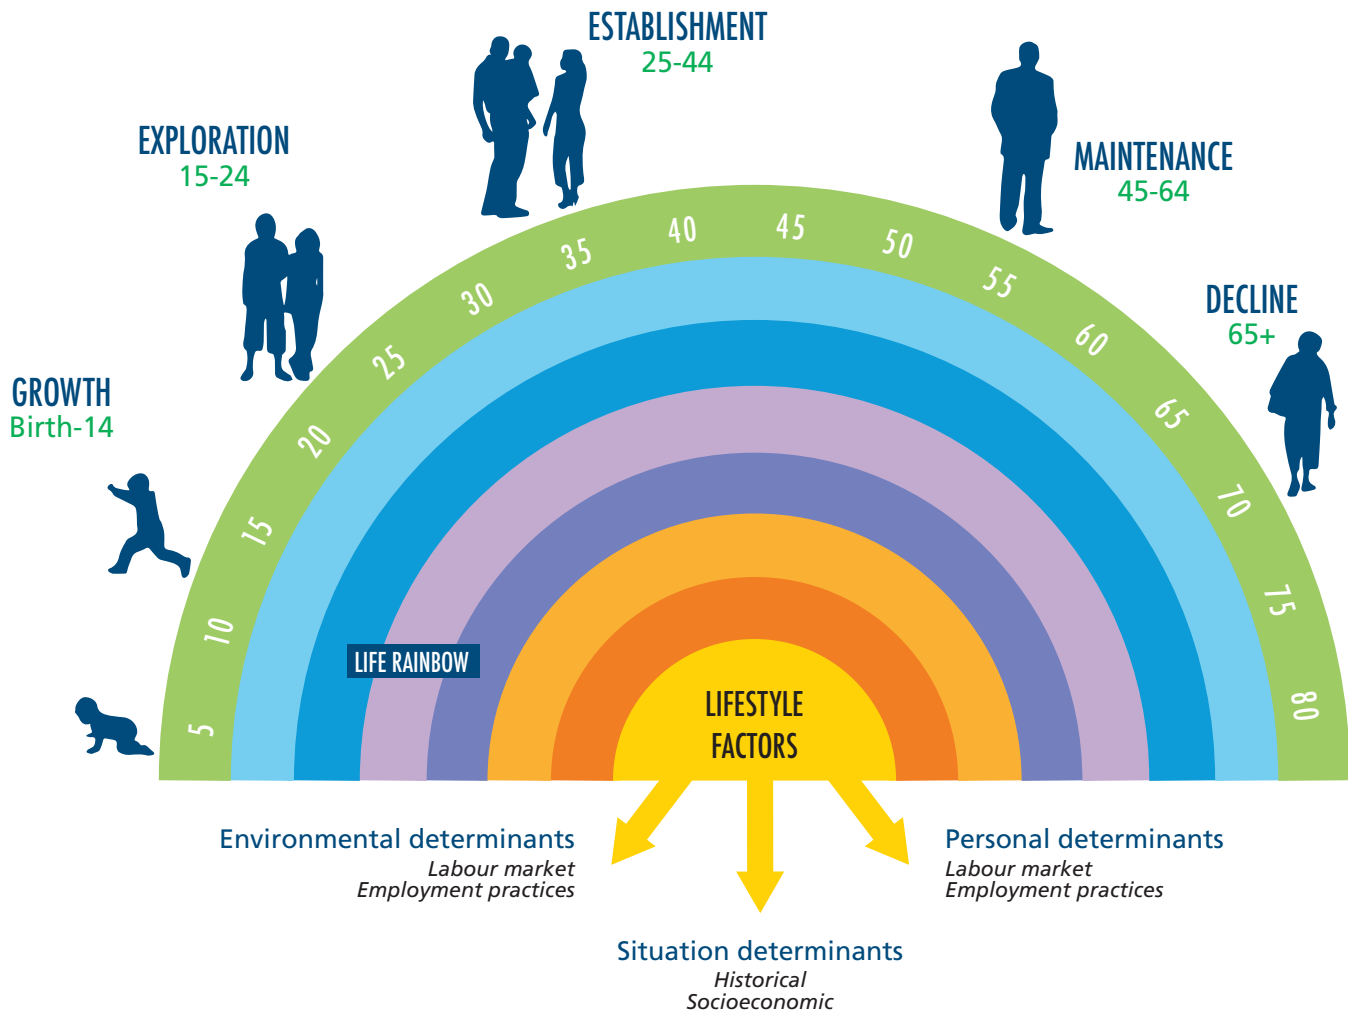 ESTABLISHMENT
25-44
EXPLORATION
15-24
MAINTENANCE
45-64
DECLINE
65+
GROWTH
Birth-14
5
10
15
20
25
30
35
40
45
50
55
60
65
70
75
80
LIFE RAINBOW
LIFESTYLE
FACTORS
Environmental determinants
Labour market
Employment practices
Personal determinants
Labour market
Employment practices
Situation determinants
Historical
Socioeconomic